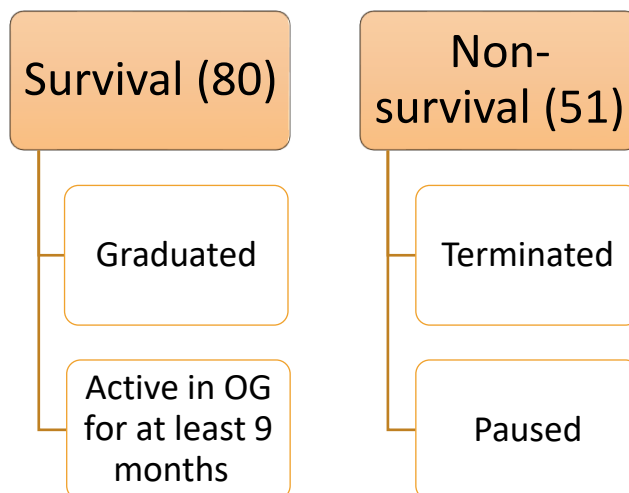 Survival (80)
Graduated
Active in OG
for at least 9
months
Non-
survival (51)
Terminated
Paused